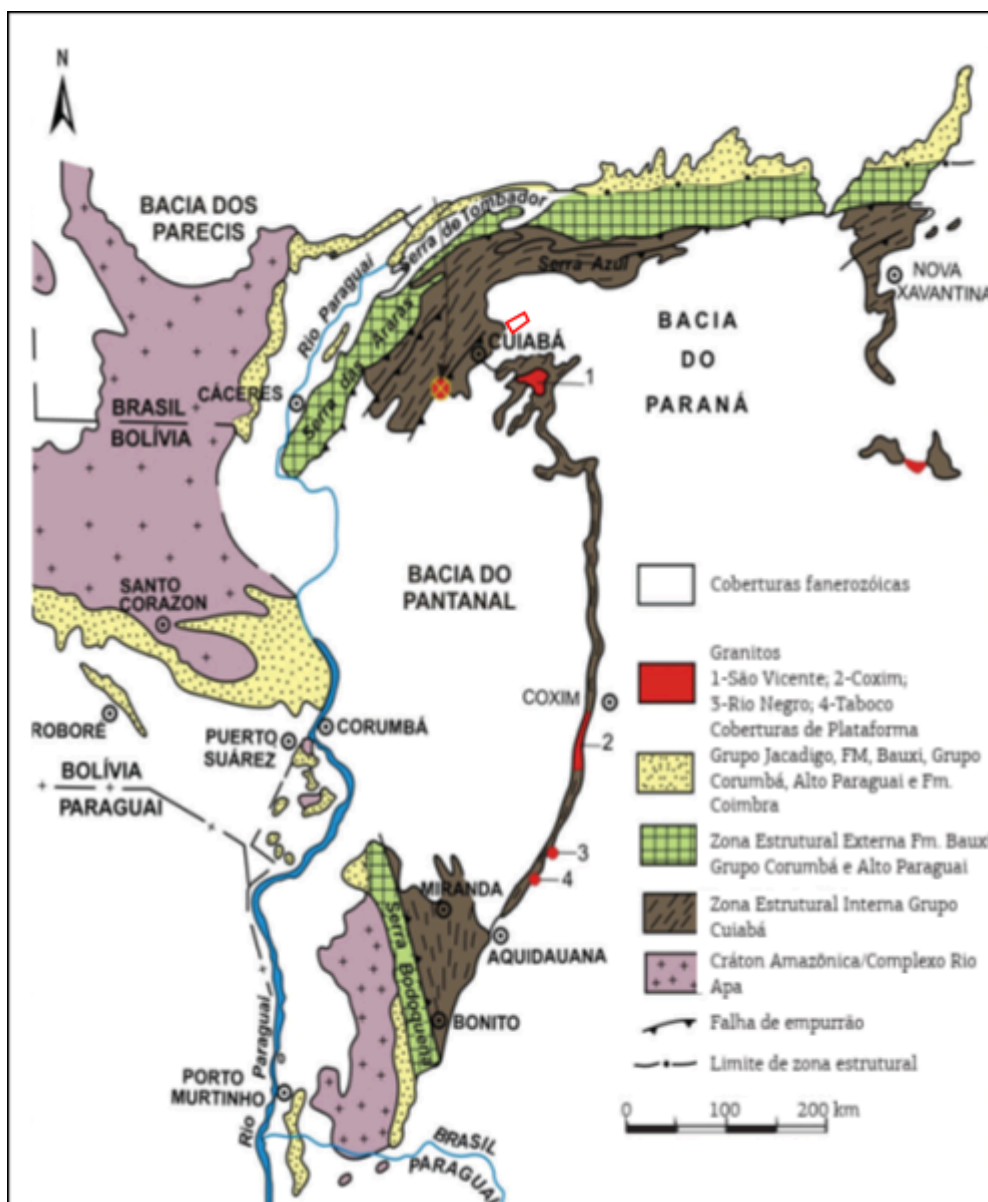 N
BACIA DOS
PARECIS
Rio Paraguai
Serra de Tombador
Serra Azul
Serra das Araras
NOVA
XAVANTINA
BACIA
DO
PARANÁ
CUIABÁ
1
CÁCERES
BRASIL
BOLÍVIA
BACIA DO
PANTANAL
SANTO
CORAZON
ROBORÉ
PUERTO
SUÁREZ
CORUMBÁ
BOLÍVIA
PARAGUAI
COXIM
2
3
4
MIRANDA
AQUIDAUANA
Serra Bodoquena
BONITO
PORTO
MURTINHO
Rio Paraguai
BRASIL
PARAGUAI
Coberturas fanerozóicas
Granitos
1-São Vicente; 2-Coxim;
3-Rio Negro; 4-Taboco
Coberturas de Plataforma
Grupo Jacadigo, FM, Bauxi, Grupo
Corumbá, Alto Paraguai e Fm.
Coimbra
Zona Estrutural Externa Fm. Bauxi
Grupo Corumbá e Alto Paraguai
Zona Estrutural Interna Grupo
Cuiabá
Cráton Amazônica/Complexo Rio
Apa
Falha de empurrão
Limite de zona estrutural
0 100 200 km